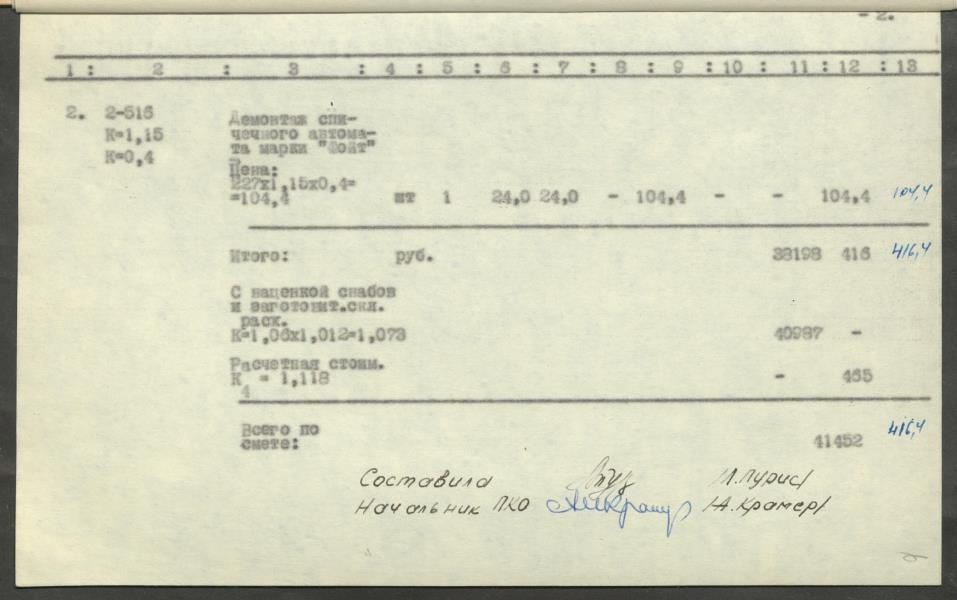 - 2.
1 : 2 : 3 : 4 : 5 : 6 : 7 : 8 : 9 : 10 : 11 : 12 : 13
2. 2-516 Демонтаж спи-
К=1,15 чечного автома-
К=0,4 та марки "Фойт"
Цена:
227х1,15х0,4=
=104,4 шт 1 24,0 24,0 - 104,4 - - 104,4 104,4
Итого: руб. 38198 416 416,4
С наценкой снабов
и заготовит.скл.
раск.
К=1,06х1,012=1,073 40987 -
Расчетная стоим.
К = 1,118 - 465
4
Всего по 416,4
смете: 41452
Составила /Л.Пурис/
Начальник ПКО /А.Крамер/